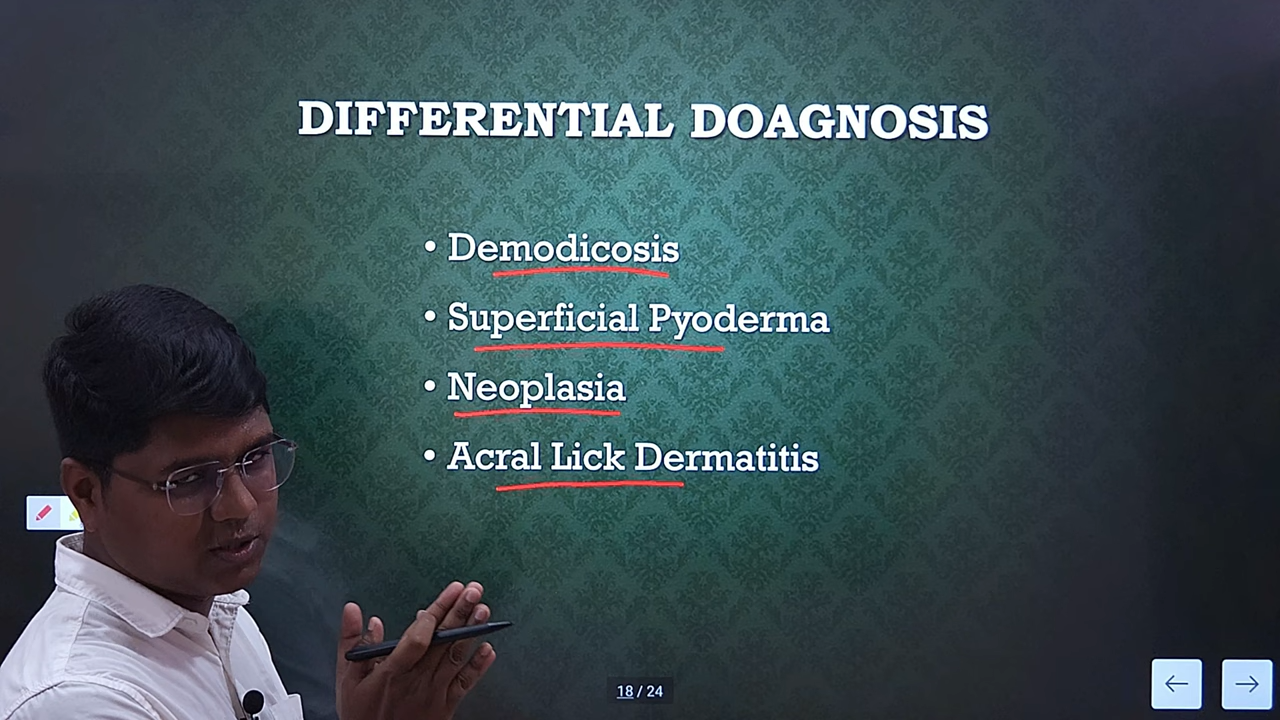 DIFFERENTIAL DOAGNOSIS
• Demodicosis
• Superficial Pyoderma
• Neoplasia
• Acral Lick Dermatitis
18 / 24